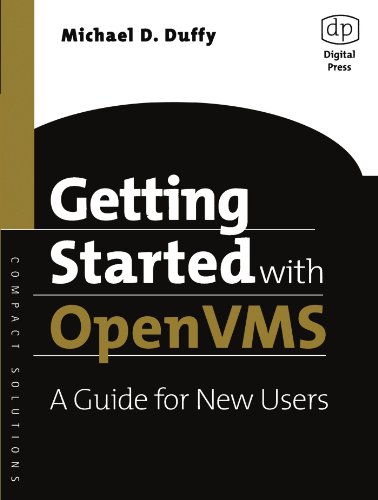 Michael D. Duffy
dp
Digital
Press
Getting
Started with
OpenVMS
A Guide for New Users
COMPACT SOLUTIONS